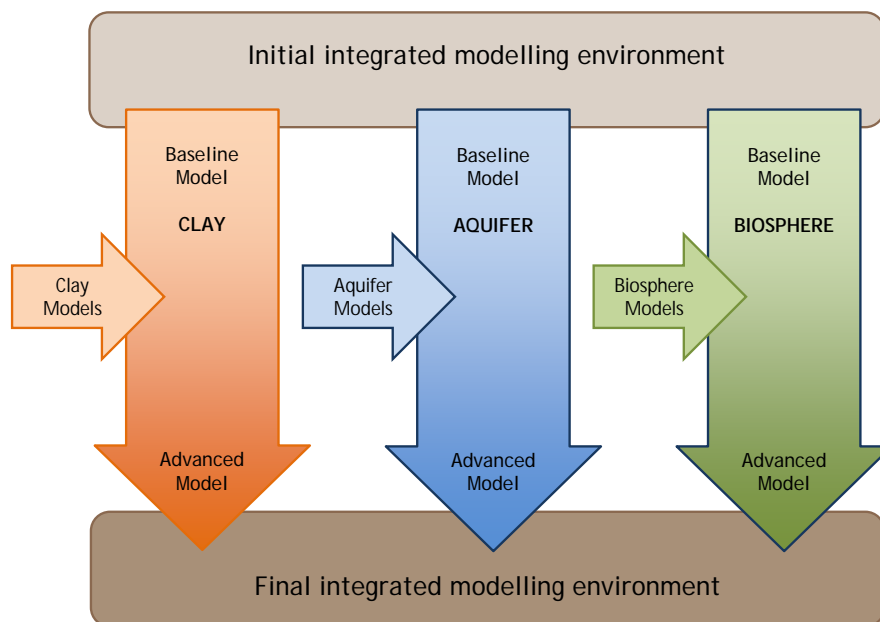 Initial integrated modelling environment
Baseline
Model
CLAY
Clay
Models
Advanced
Model
Baseline
Model
AQUIFER
Aquifer
Models
Advanced
Model
Baseline
Model
BIOSPHERE
Biosphere
Models
Advanced
Model
Final integrated modelling environment